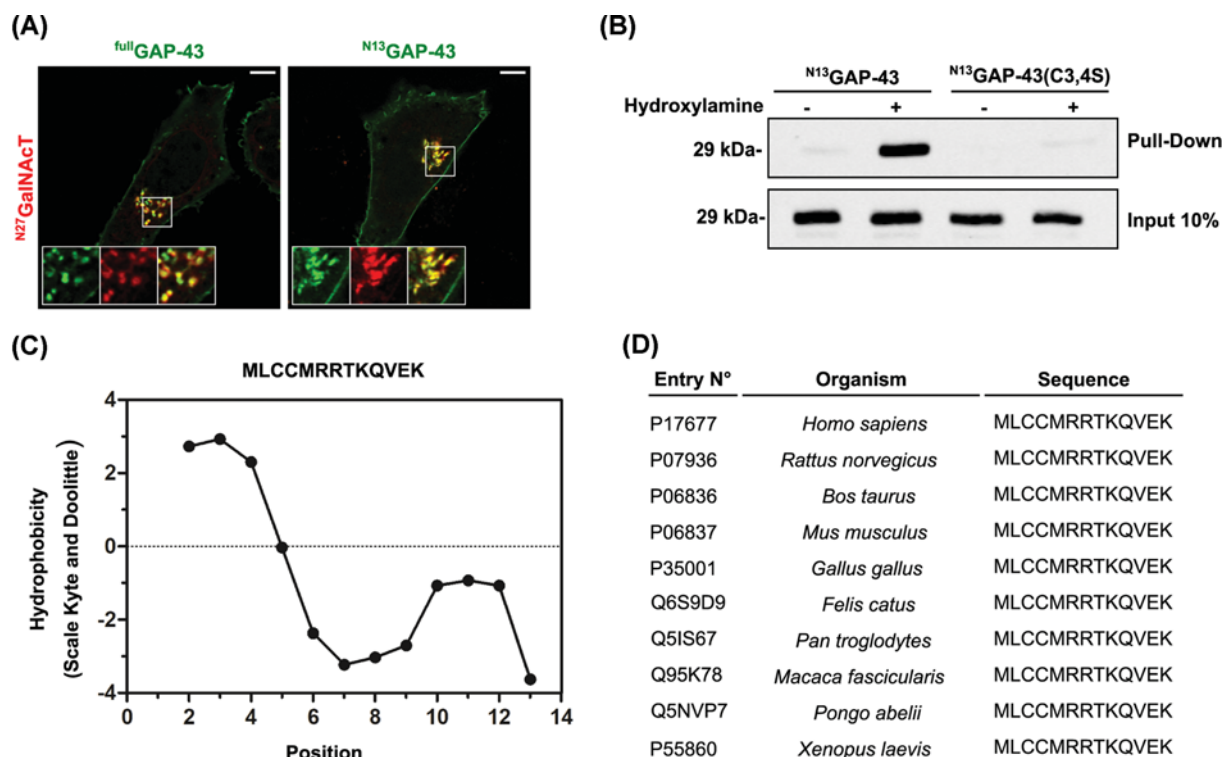 (A)
fullGAP-43
N13GAP-43
N27GalNAcT
(B)
N13GAP-43 N13GAP-43(C3,4S)
Hydroxylamine - + - +
29 kDa- Pull-Down
29 kDa- Input 10%
(C)
MLCCMRRTKQVEK
Hydrophobicity
(Scale Kyte and Doolittle)
4
2
0
-2
-4
0 2 4 6 8 10 12 14
Position
(D)
Entry N° Organism Sequence
P17677 Homo sapiens MLCCMRRTKQVEK
P07936 Rattus norvegicus MLCCMRRTKQVEK
P06836 Bos taurus MLCCMRRTKQVEK
P06837 Mus musculus MLCCMRRTKQVEK
P35001 Gallus gallus MLCCMRRTKQVEK
Q6S9D9 Felis catus MLCCMRRTKQVEK
Q5IS67 Pan troglodytes MLCCMRRTKQVEK
Q95K78 Macaca fascicularis MLCCMRRTKQVEK
Q5NVP7 Pongo abelii MLCCMRRTKQVEK
P55860 Xenopus laevis MLCCMRRTKQVEK